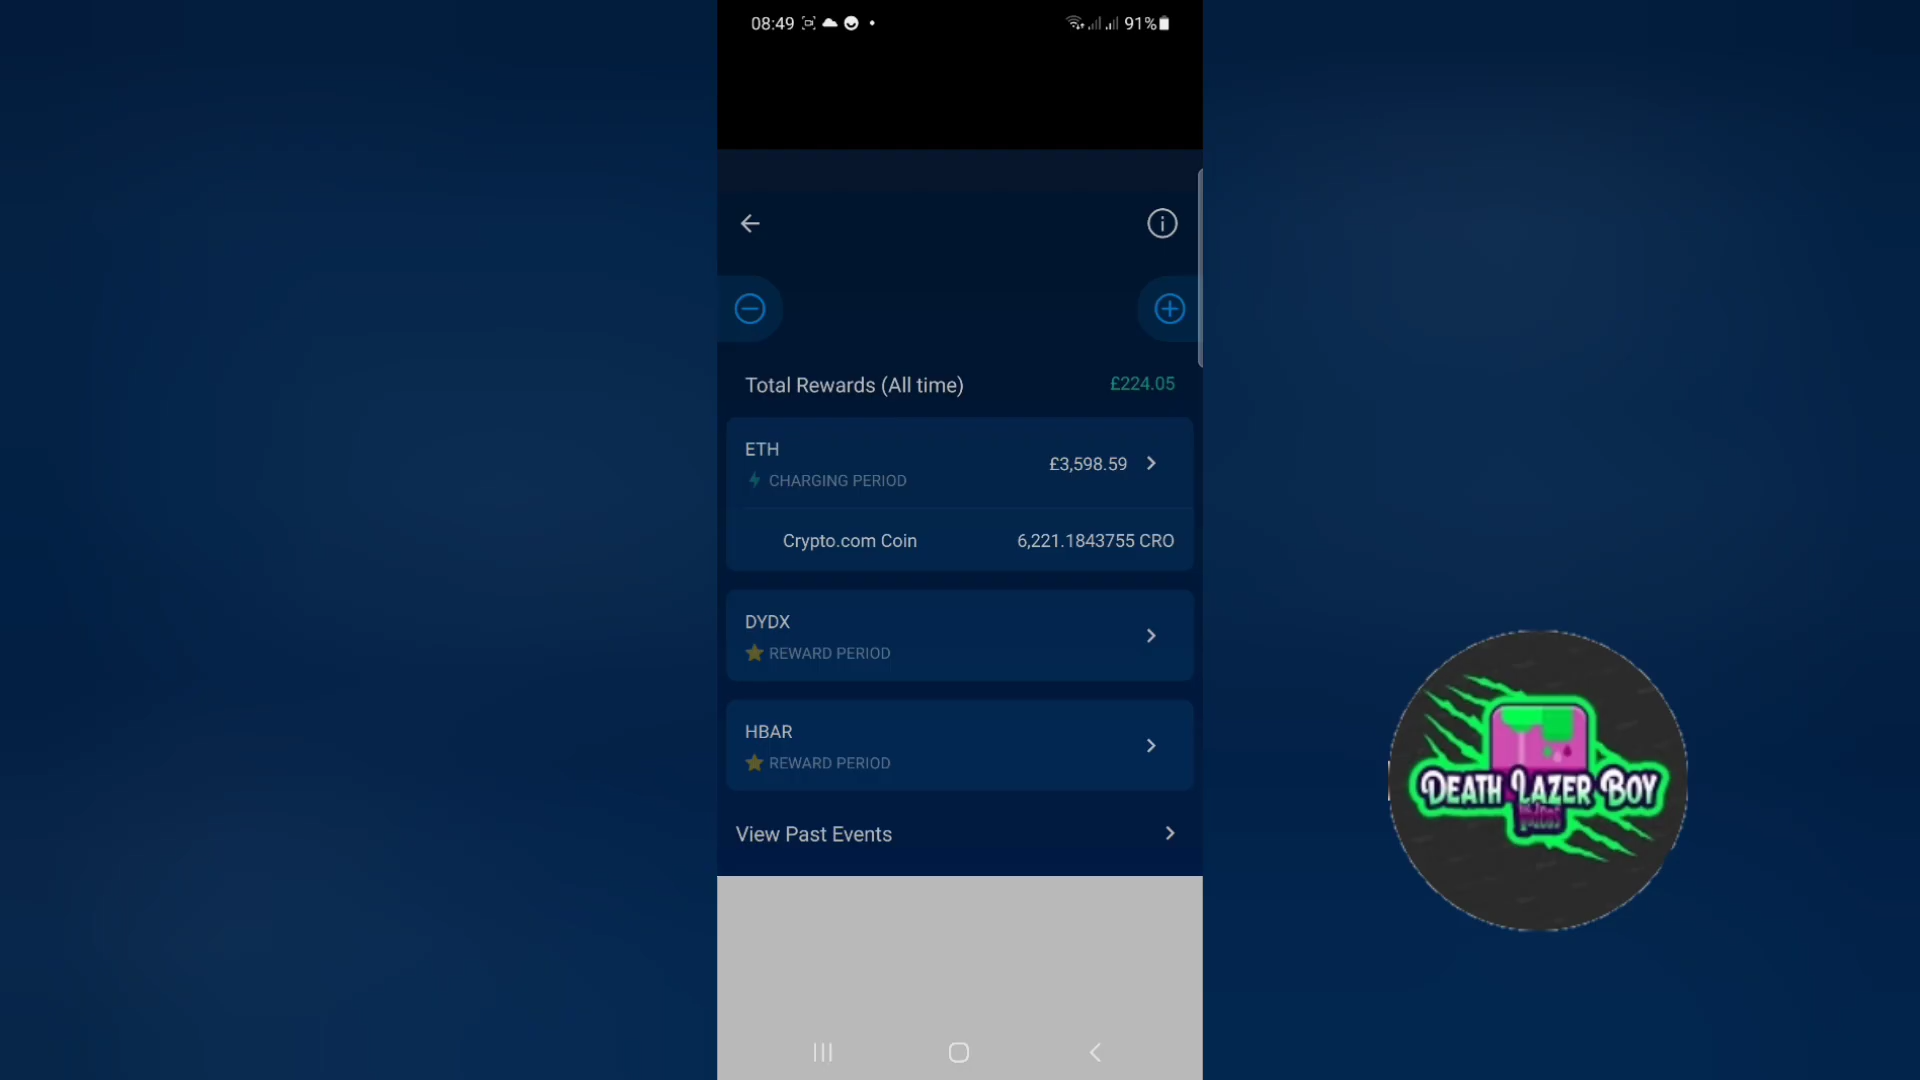 08:49
91%
Total Rewards (All time)
£224.05
ETH
£3,598.59
CHARGING PERIOD
Crypto.com Coin
6,221.1843755 CRO
DYDX
REWARD PERIOD
HBAR
REWARD PERIOD
View Past Events
DEATH LAZER BOY
VIDEOS